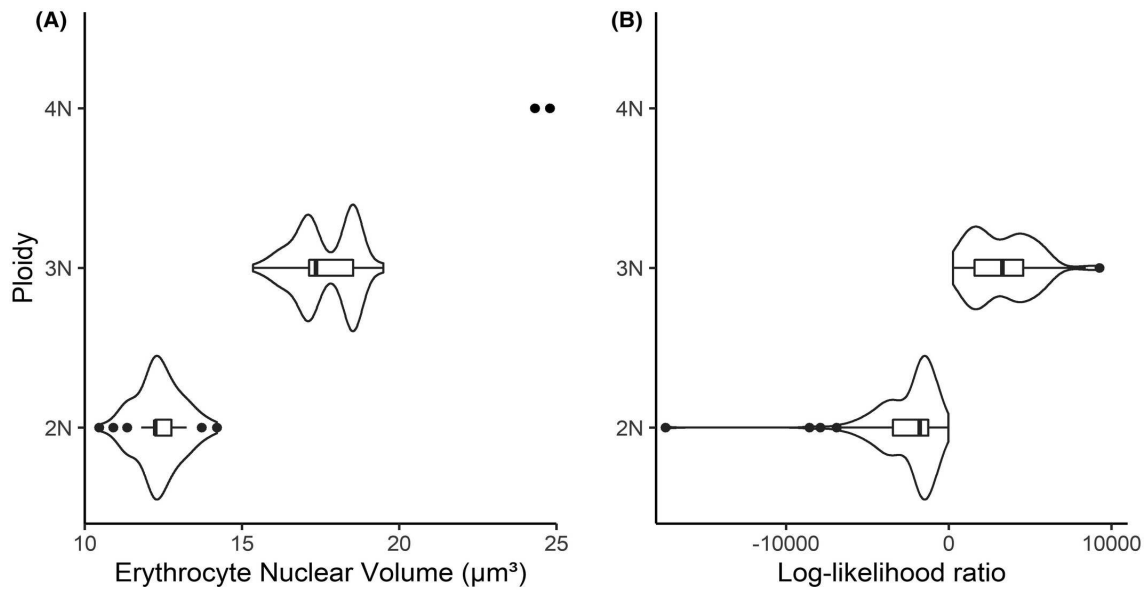 (A)
(B)
Ploidy
4N
3N
2N
10
15
20
25
Erythrocyte Nuclear Volume (μm³)
4N
3N
2N
-10000
0
10000
Log-likelihood ratio